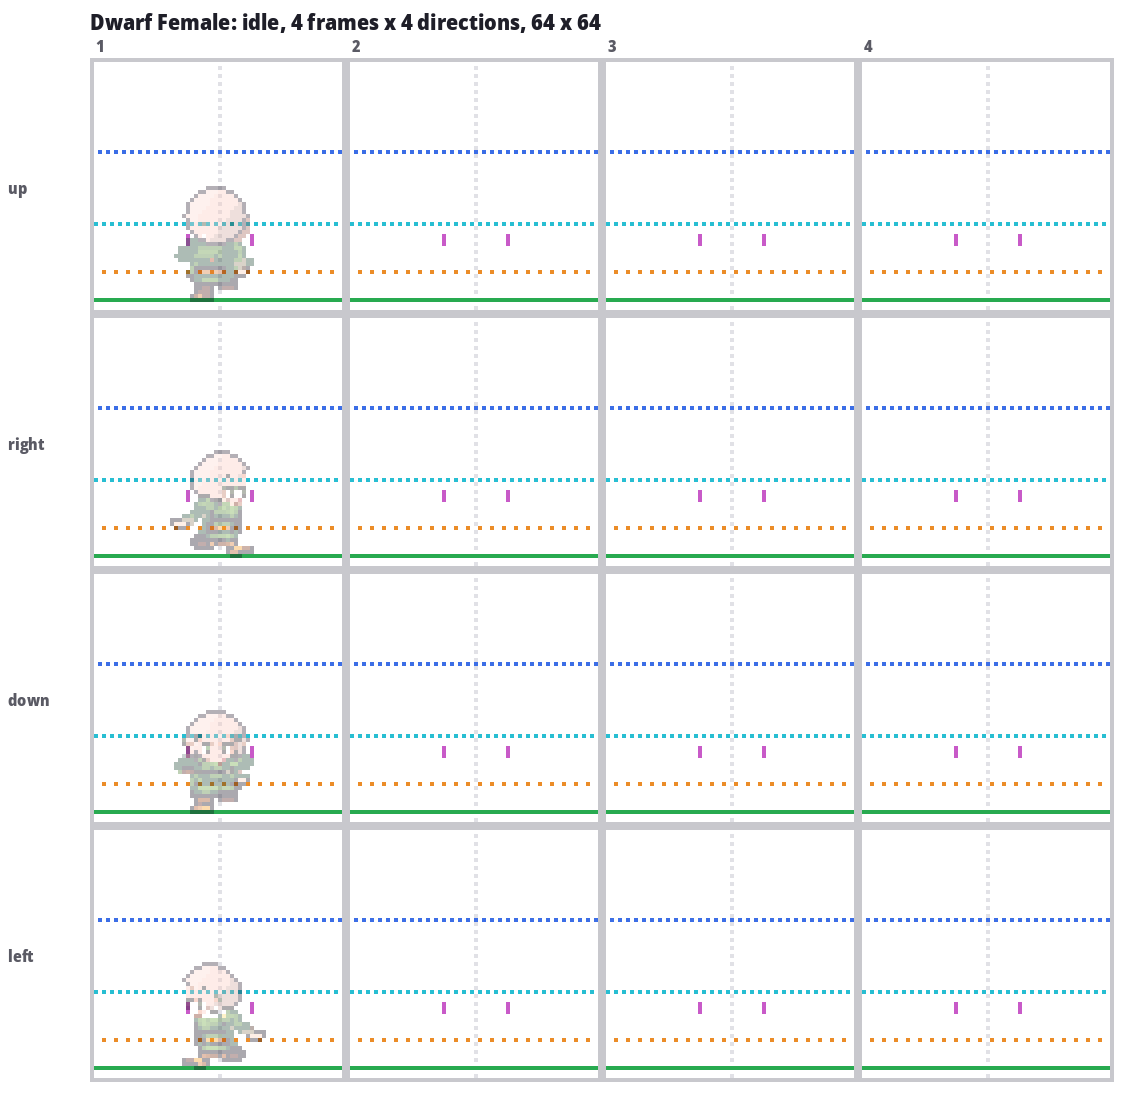 Dwarf Female: idle, 4 frames x 4 directions, 64 x 64
1 2 3 4
up
right
down
left